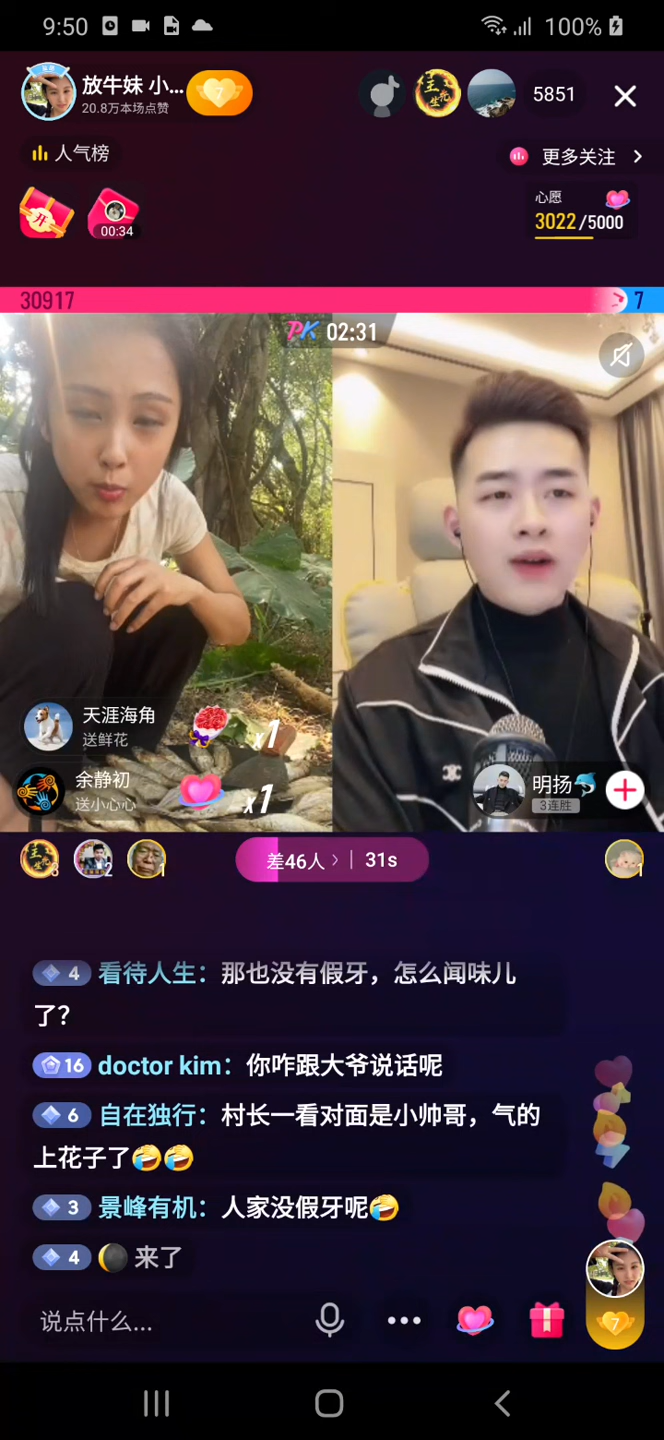 9:50
100%
放牛妹 小...
20.8万本场点赞
7
5851
人气榜
更多关注
开
00:34
心愿
3022/5000
30917
7
PK 02:31
天涯海角
送鲜花
x1
余静初
送小心心
x1
明扬
3连胜
3
2
1
差46人 | 31s
1
4 看待人生：那也没有假牙，怎么闻味儿
了？
16 doctor kim：你咋跟大爷说话呢
6 自在独行：村长一看对面是小帅哥，气的
上花子了🤣🤣
3 景峰有机：人家没假牙呢🤣
4 🌘 来了
说点什么...
7